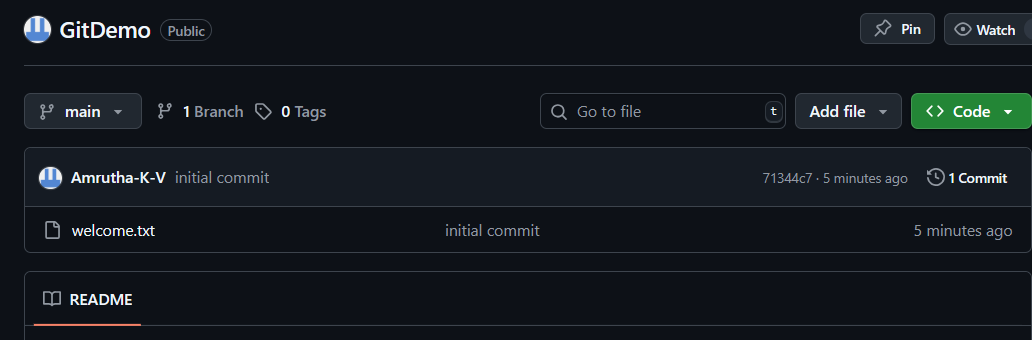 GitDemo Public Pin Watch
main 1 Branch 0 Tags Go to file t Add file Code
Amrutha-K-V initial commit 71344c7 · 5 minutes ago 1 Commit
welcome.txt initial commit 5 minutes ago
README